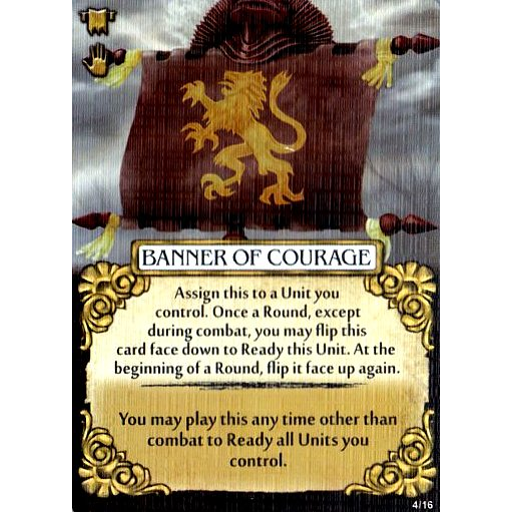 BANNER OF COURAGE
Assign this to a Unit you
control. Once a Round, except
during combat, you may flip this
card face down to Ready this Unit. At the
beginning of a Round, flip it face up again.
You may play this any time other than
combat to Ready all Units you
control.
4/16